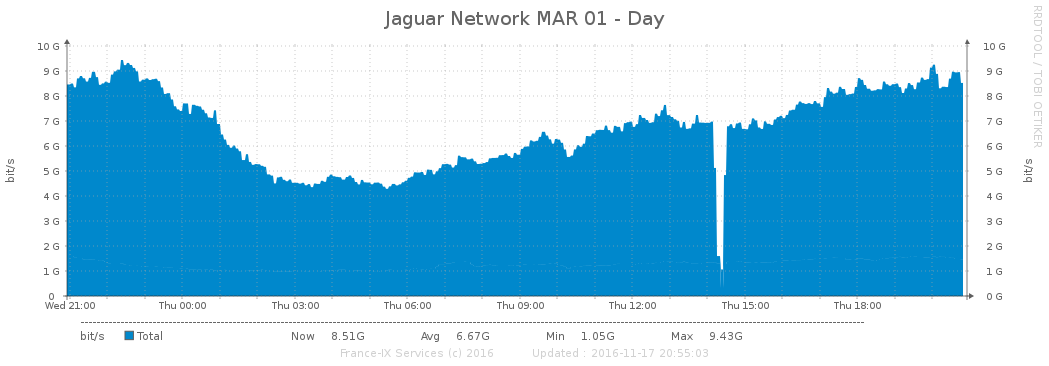 Jaguar Network MAR 01 - Day
RRDTOOL / TOBI OETIKER
bit/s
10 G
9 G
8 G
7 G
6 G
5 G
4 G
3 G
2 G
1 G
0
10 G
9 G
8 G
7 G
6 G
5 G
4 G
3 G
2 G
1 G
0 G
bit/s
Wed 21:00 Thu 00:00 Thu 03:00 Thu 06:00 Thu 09:00 Thu 12:00 Thu 15:00 Thu 18:00
bit/s Total Now 8.51G Avg 6.67G Min 1.05G Max 9.43G
France-IX Services (c) 2016 Updated : 2016-11-17 20:55:03